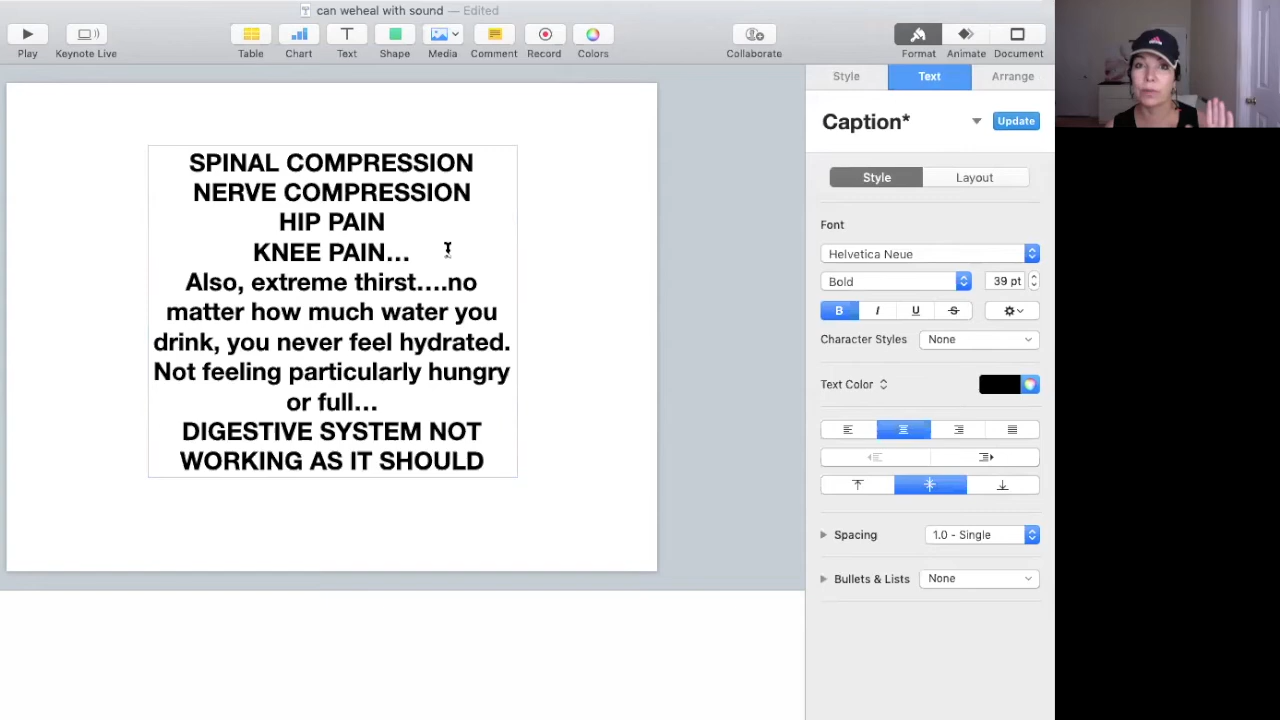 can weheal with sound — Edited
Play
Keynote Live
Table
Chart
Text
Shape
Media
Comment
Record
Colors
Collaborate
Format
Animate
Document
SPINAL COMPRESSION
NERVE COMPRESSION
HIP PAIN
KNEE PAIN...
Also, extreme thirst....no
matter how much water you
drink, you never feel hydrated.
Not feeling particularly hungry
or full...
DIGESTIVE SYSTEM NOT
WORKING AS IT SHOULD
Style
Text
Arrange
Caption*
Update
Style
Layout
Font
Helvetica Neue
Bold
39 pt
B
I
U
S
Character Styles
None
Text Color
Spacing
1.0 - Single
Bullets & Lists
None